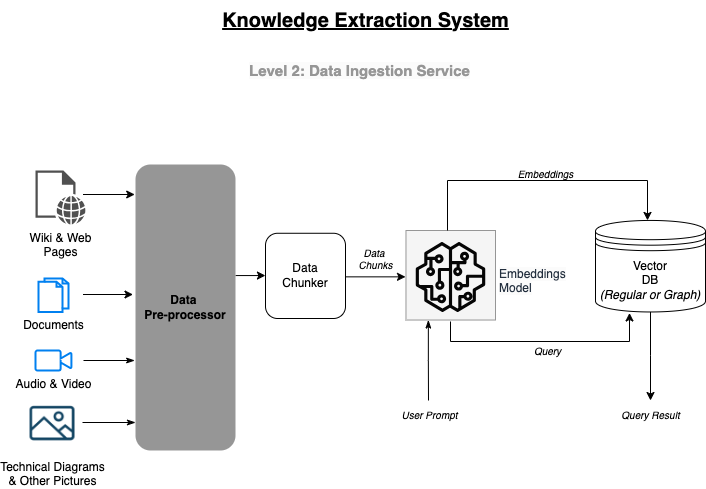 Knowledge Extraction System
Level 2: Data Ingestion Service
Wiki & Web
Pages
Documents
Audio & Video
Technical Diagrams
& Other Pictures
Data
Pre-processor
Data
Chunker
Data
Chunks
Embeddings
Model
Embeddings
Query
User Prompt
Vector
DB
(Regular or Graph)
Query Result